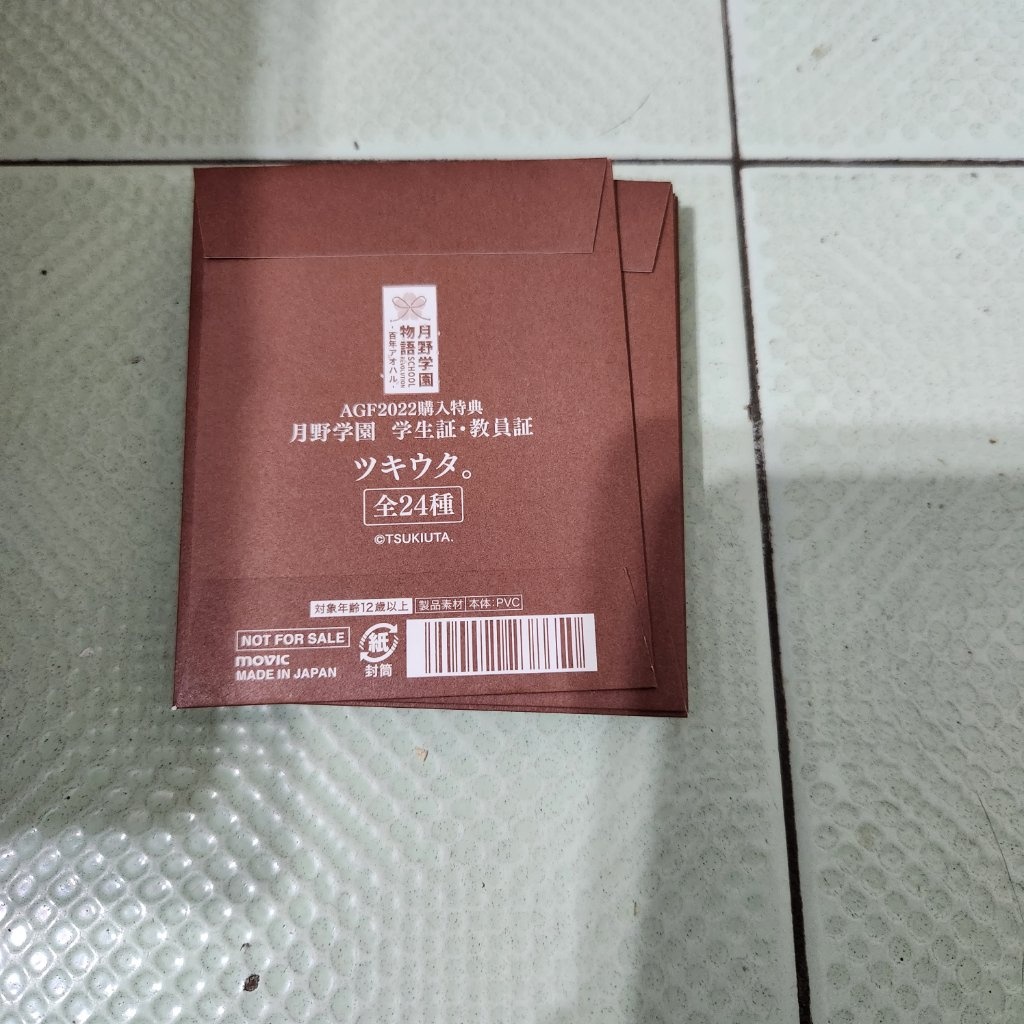 月野学園
物語
SCHOOL
REVOLUTION
-百年アオハル-
AGF2022購入特典
月野学園 学生証・教員証
ツキウタ。
全24種
©TSUKIUTA.
対象年齢12歳以上 製品素材 本体:PVC
NOT FOR SALE
movic
MADE IN JAPAN
紙
封筒